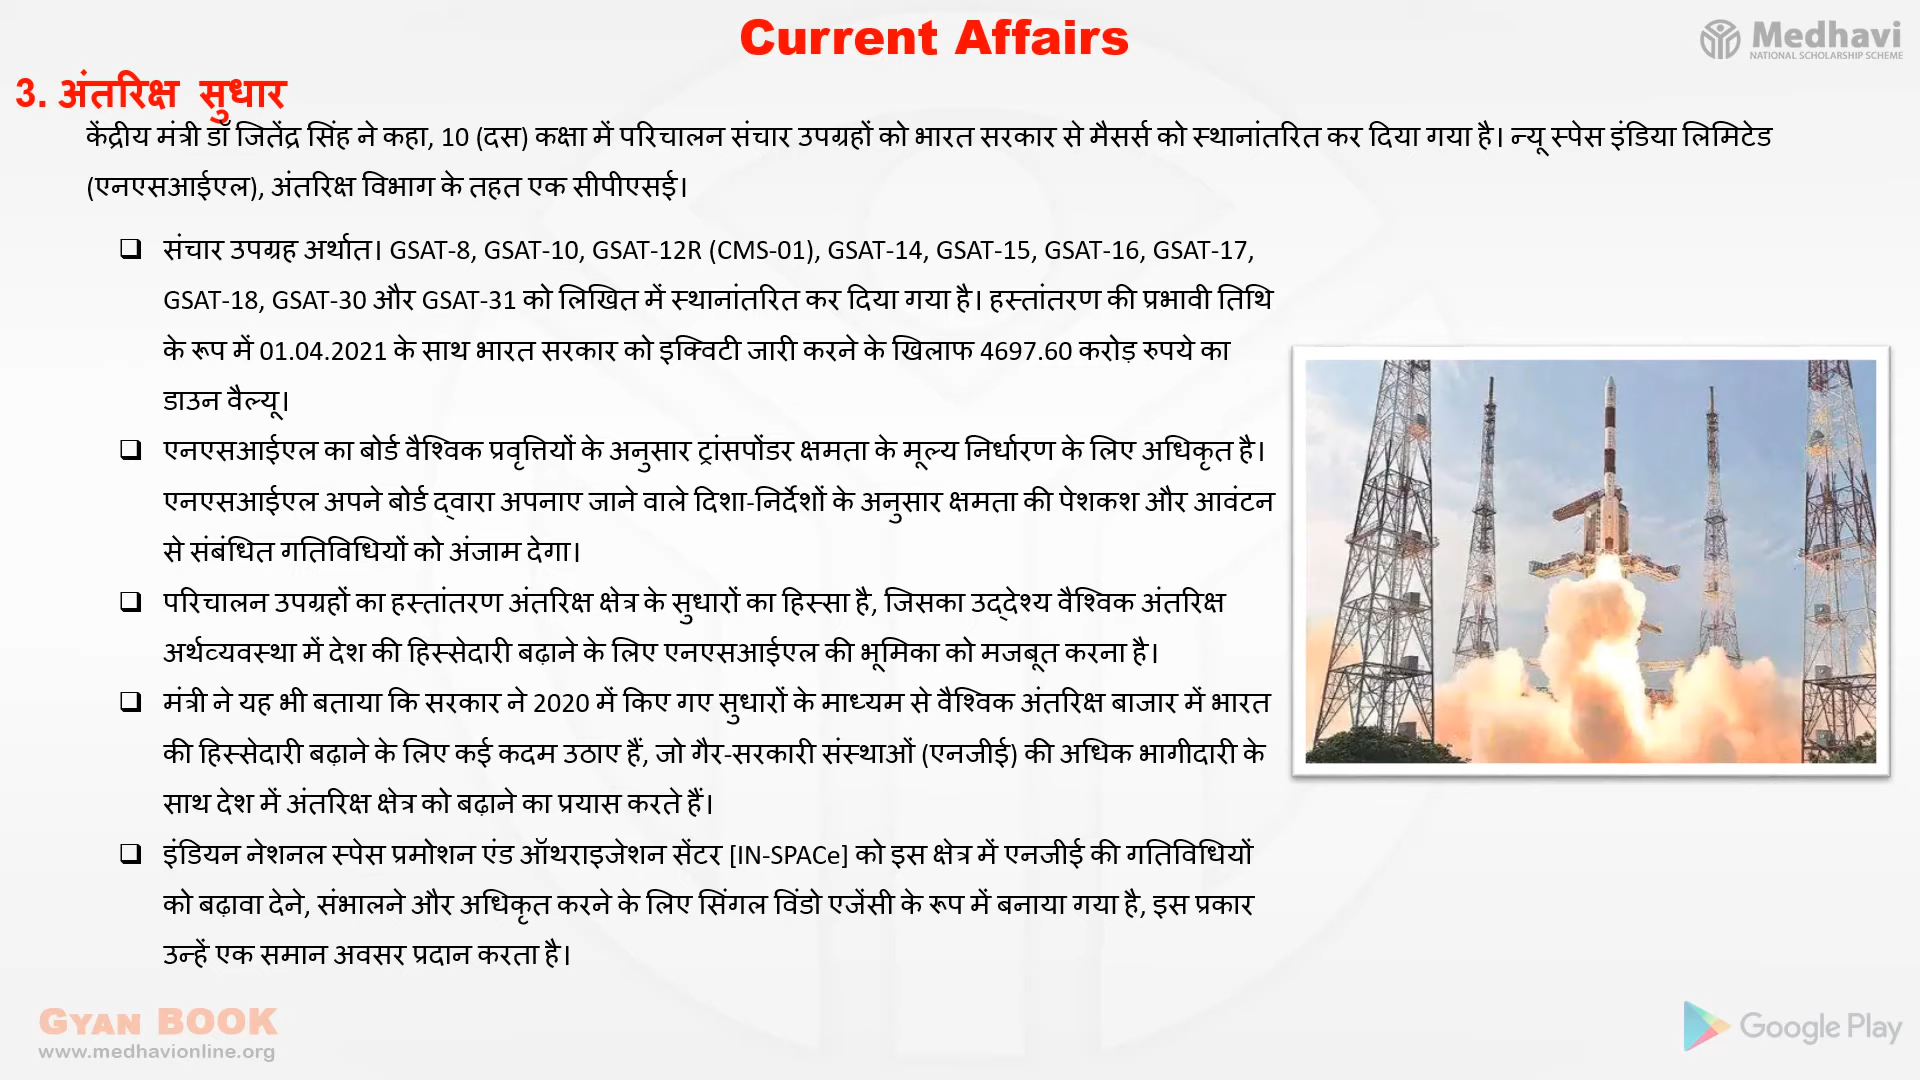 Current Affairs
Medhavi
NATIONAL SCHOLARSHIP SCHEME
3. अंतरिक्ष सुधार
केंद्रीय मंत्री डॉ जितेंद्र सिंह ने कहा, 10 (दस) कक्षा में परिचालन संचार उपग्रहों को भारत सरकार से मैसर्स को स्थानांतरित कर दिया गया है। न्यू स्पेस इंडिया लिमिटेड
(एनएसआईएल), अंतरिक्ष विभाग के तहत एक सीपीएसई।
❑ संचार उपग्रह अर्थात। GSAT-8, GSAT-10, GSAT-12R (CMS-01), GSAT-14, GSAT-15, GSAT-16, GSAT-17,
GSAT-18, GSAT-30 और GSAT-31 को लिखित में स्थानांतरित कर दिया गया है। हस्तांतरण की प्रभावी तिथि
के रूप में 01.04.2021 के साथ भारत सरकार को इक्विटी जारी करने के खिलाफ 4697.60 करोड़ रुपये का
डाउन वैल्यू।
❑ एनएसआईएल का बोर्ड वैश्विक प्रवृत्तियों के अनुसार ट्रांसपोंडर क्षमता के मूल्य निर्धारण के लिए अधिकृत है।
एनएसआईएल अपने बोर्ड द्वारा अपनाए जाने वाले दिशा-निर्देशों के अनुसार क्षमता की पेशकश और आवंटन
से संबंधित गतिविधियों को अंजाम देगा।
❑ परिचालन उपग्रहों का हस्तांतरण अंतरिक्ष क्षेत्र के सुधारों का हिस्सा है, जिसका उद्देश्य वैश्विक अंतरिक्ष
अर्थव्यवस्था में देश की हिस्सेदारी बढ़ाने के लिए एनएसआईएल की भूमिका को मजबूत करना है।
❑ मंत्री ने यह भी बताया कि सरकार ने 2020 में किए गए सुधारों के माध्यम से वैश्विक अंतरिक्ष बाजार में भारत
की हिस्सेदारी बढ़ाने के लिए कई कदम उठाए हैं, जो गैर-सरकारी संस्थाओं (एनजीई) की अधिक भागीदारी के
साथ देश में अंतरिक्ष क्षेत्र को बढ़ाने का प्रयास करते हैं।
❑ इंडियन नेशनल स्पेस प्रमोशन एंड ऑथराइजेशन सेंटर [IN-SPACe] को इस क्षेत्र में एनजीई की गतिविधियों
को बढ़ावा देने, संभालने और अधिकृत करने के लिए सिंगल विंडो एजेंसी के रूप में बनाया गया है, इस प्रकार
उन्हें एक समान अवसर प्रदान करता है।
GYAN BOOK
www.medhavionline.org
Google Play